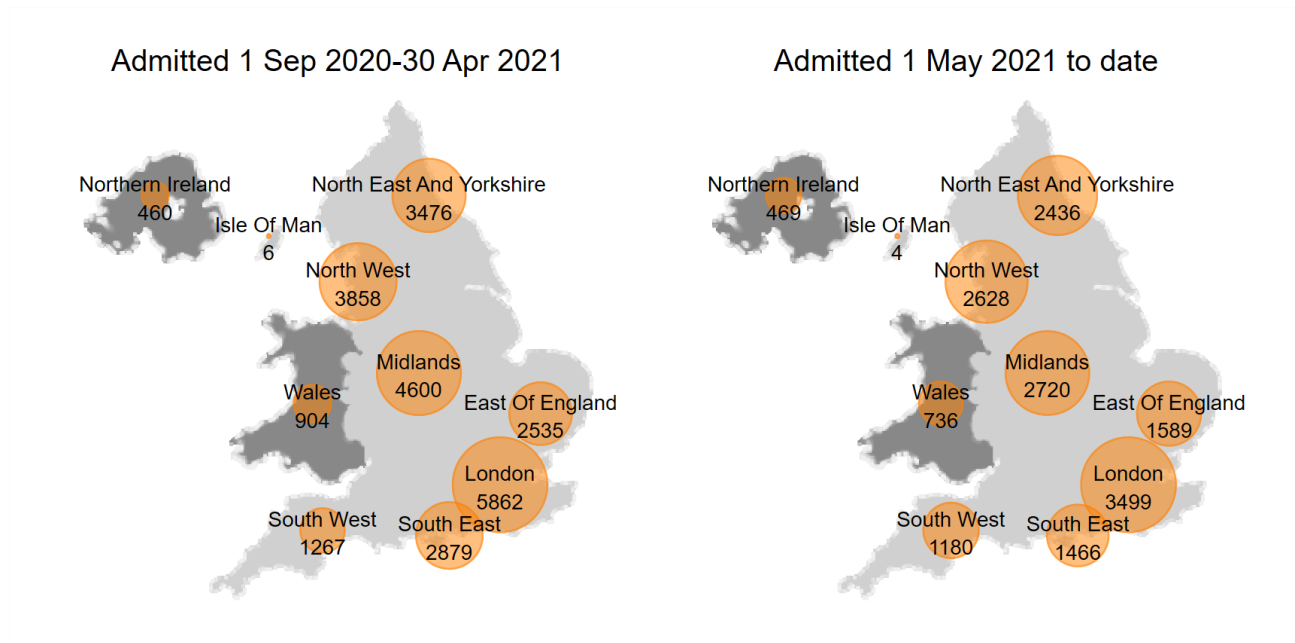 Admitted 1 Sep 2020-30 Apr 2021
Northern Ireland
460
Isle Of Man
6
North East And Yorkshire
3476
North West
3858
Midlands
4600
Wales
904
East Of England
2535
London
5862
South West
1267
South East
2879
Admitted 1 May 2021 to date
Northern Ireland
469
Isle Of Man
4
North East And Yorkshire
2436
North West
2628
Midlands
2720
Wales
736
East Of England
1589
London
3499
South West
1180
South East
1466